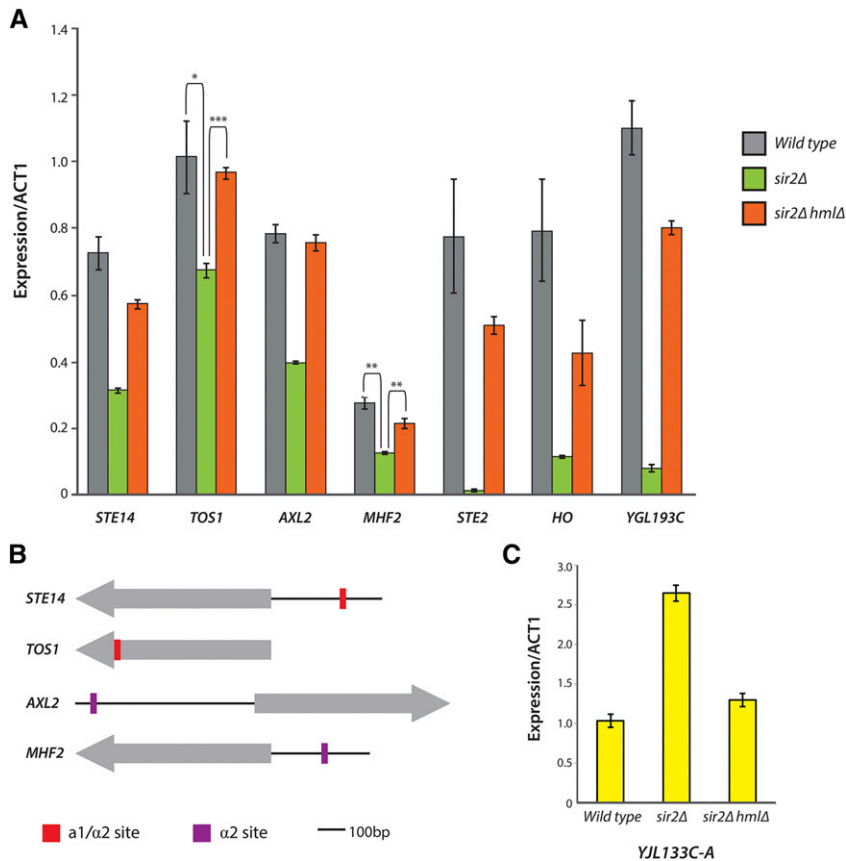 A
1.4
1.2
1.0
0.8
0.6
0.4
0.2
0
Expression/ACT1
*
***
**
**
STE14 TOS1 AXL2 MHF2 STE2 HO YGL193C
Wild type
sir2Δ
sir2Δ hmlΔ
B
STE14
TOS1
AXL2
MHF2
a1/α2 site
α2 site
100bp
C
3.0
2.5
2.0
1.5
1.0
0.5
0
Expression/ACT1
Wild type sir2Δ sir2Δ hmlΔ
YJL133C-A